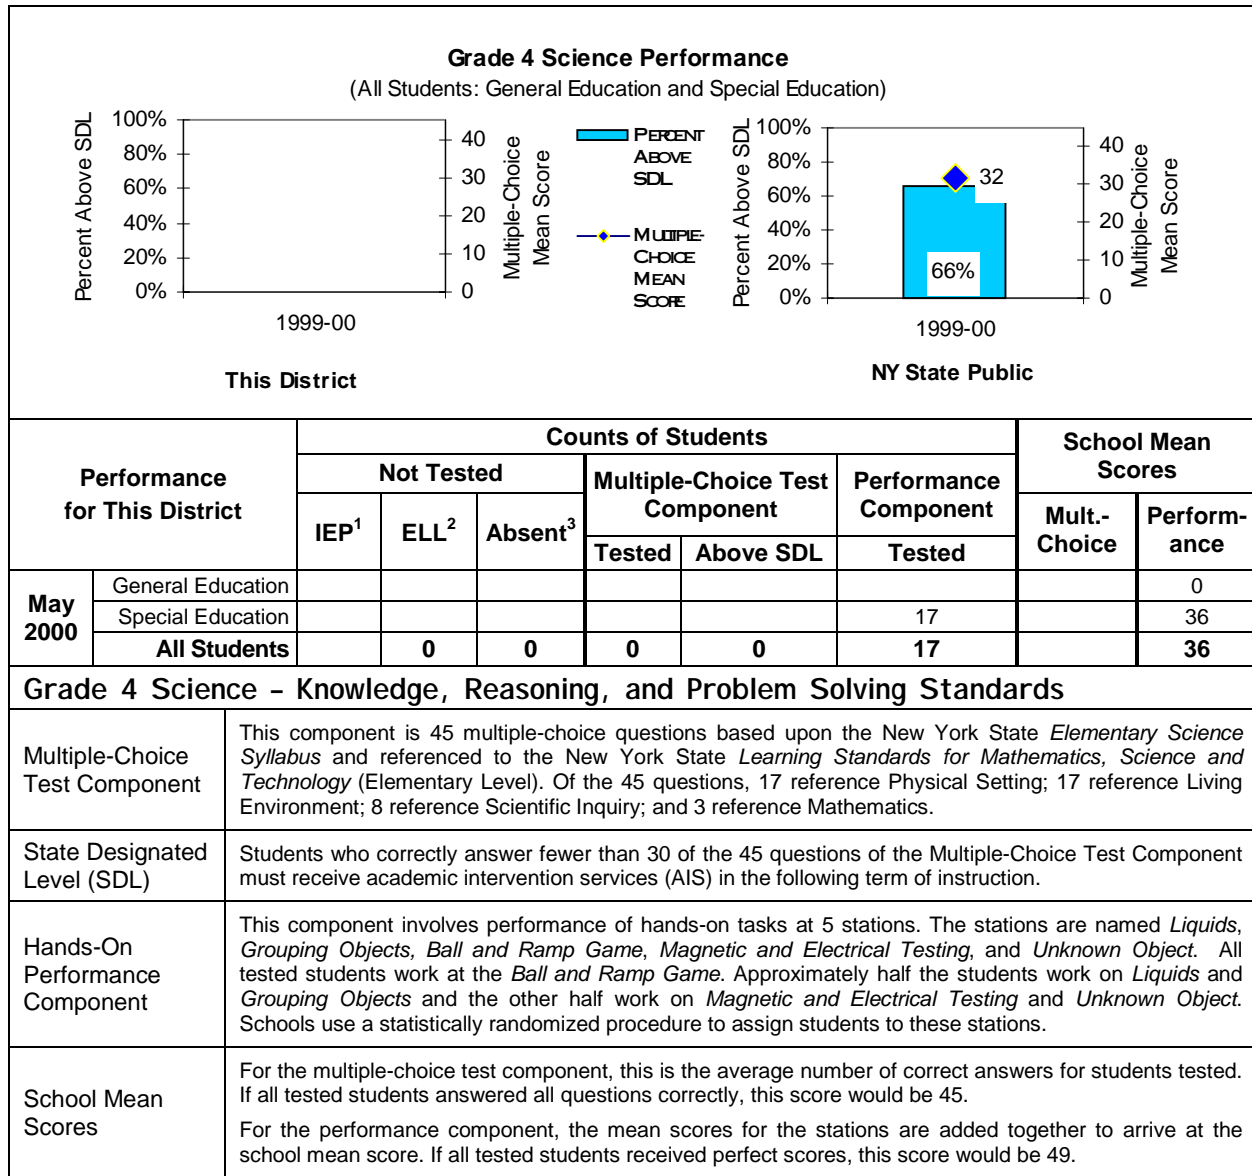 Grade 4 Science Performance
(All Students: General Education and Special Education)
Percent Above SDL
100%
80%
60%
40%
20%
0%
40
30
20
10
0
Multiple-Choice
Mean Score
1999-00
This District
PERCENT
ABOVE
SDL
MULTIPLE-
CHOICE
MEAN
SCORE
Percent Above SDL
100%
80%
60%
40%
20%
0%
32
66%
40
30
20
10
0
Multiple-Choice
Mean Score
1999-00
NY State Public
Performance
for This District
Counts of Students
School Mean
Scores
Not Tested
Multiple-Choice Test
Component
Performance
Component
IEP1 ELL2 Absent3
Tested Above SDL Tested
Mult.-
Choice
Perform-
ance
May
2000
General Education 0
Special Education 17 36
All Students 0 0 0 0 17 36
Grade 4 Science – Knowledge, Reasoning, and Problem Solving Standards
Multiple-Choice
Test Component
This component is 45 multiple-choice questions based upon the New York State Elementary Science
Syllabus and referenced to the New York State Learning Standards for Mathematics, Science and
Technology (Elementary Level). Of the 45 questions, 17 reference Physical Setting; 17 reference Living
Environment; 8 reference Scientific Inquiry; and 3 reference Mathematics.
State Designated
Level (SDL)
Students who correctly answer fewer than 30 of the 45 questions of the Multiple-Choice Test Component
must receive academic intervention services (AIS) in the following term of instruction.
Hands-On
Performance
Component
This component involves performance of hands-on tasks at 5 stations. The stations are named Liquids,
Grouping Objects, Ball and Ramp Game, Magnetic and Electrical Testing, and Unknown Object. All
tested students work at the Ball and Ramp Game. Approximately half the students work on Liquids and
Grouping Objects and the other half work on Magnetic and Electrical Testing and Unknown Object.
Schools use a statistically randomized procedure to assign students to these stations.
School Mean
Scores
For the multiple-choice test component, this is the average number of correct answers for students tested.
If all tested students answered all questions correctly, this score would be 45.
For the performance component, the mean scores for the stations are added together to arrive at the
school mean score. If all tested students received perfect scores, this score would be 49.